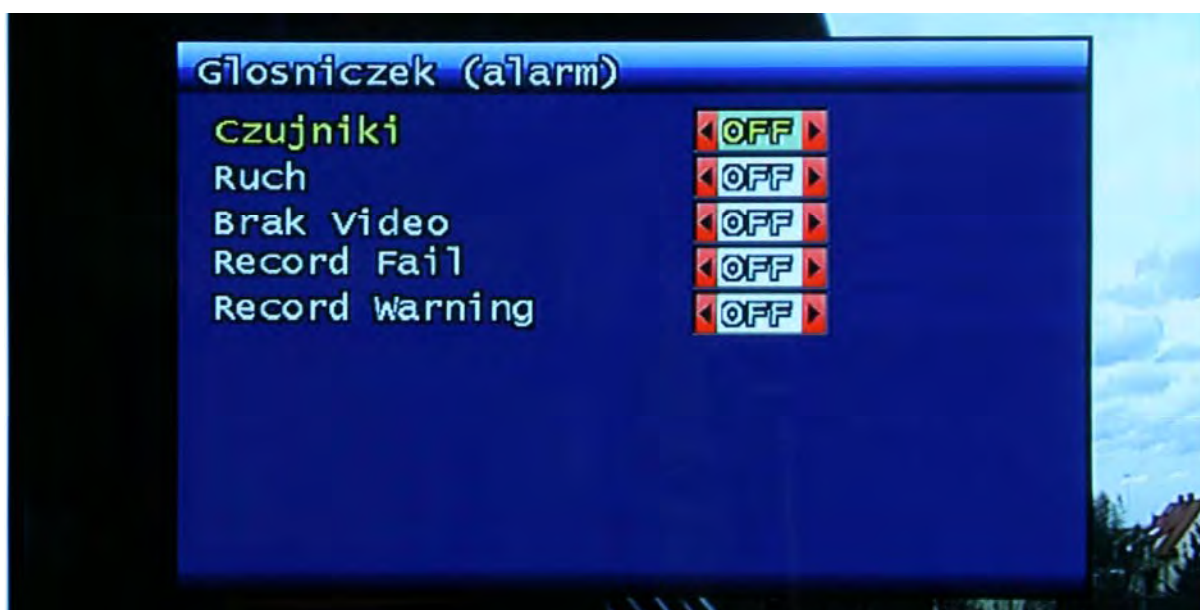 Glosniczek (alarm)
Czujniki OFF
Ruch OFF
Brak Video OFF
Record Fail OFF
Record Warning OFF